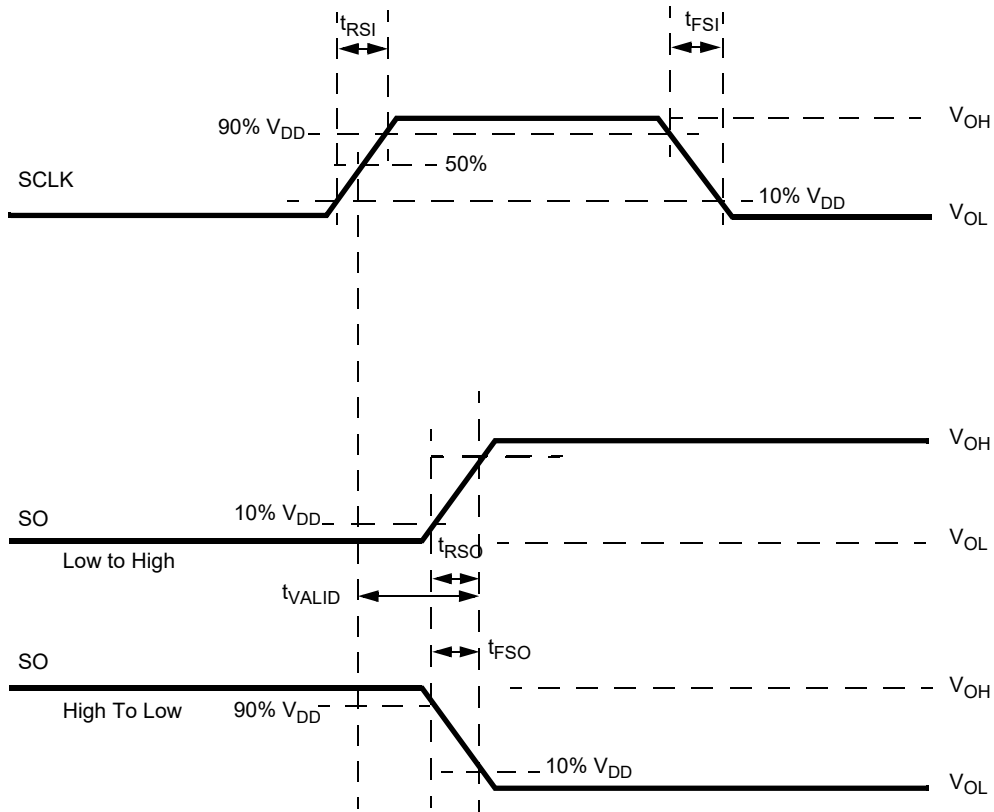 tRSI
tFSI
90% VDD
VOH
50%
SCLK
10% VDD
VOL
VOH
SO
10% VDD
VOL
Low to High
tRSO
tVALID
tFSO
SO
VOH
High To Low
90% VDD
10% VDD
VOL